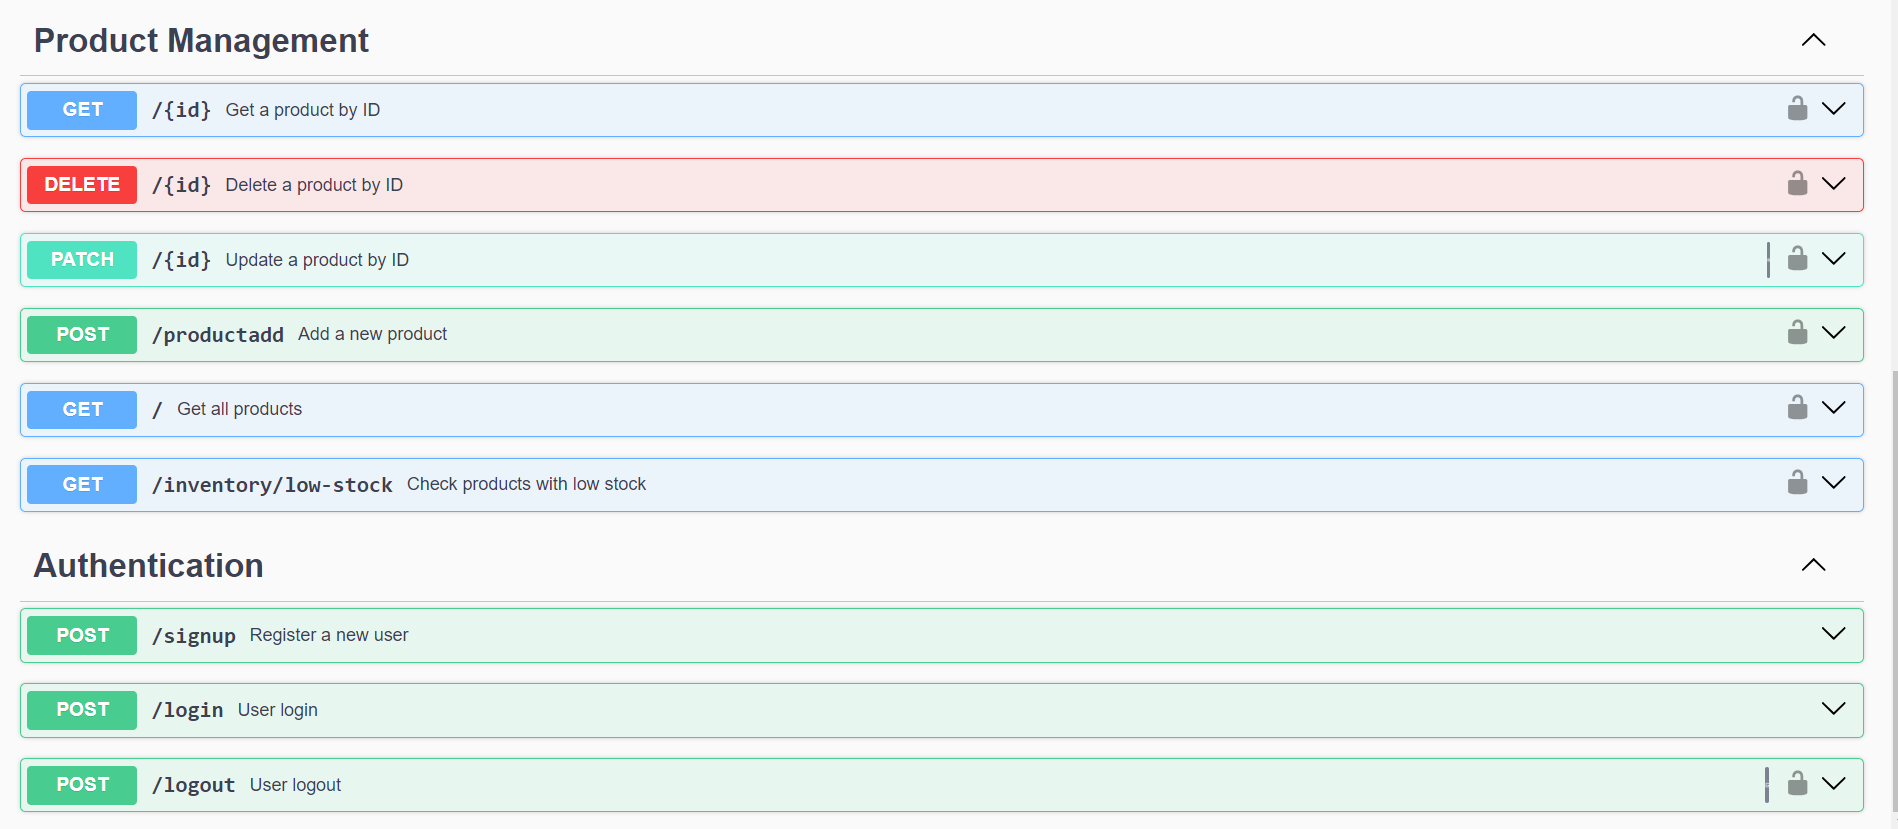 Product Management
GET /{id} Get a product by ID
DELETE /{id} Delete a product by ID
PATCH /{id} Update a product by ID
POST /productadd Add a new product
GET / Get all products
GET /inventory/low-stock Check products with low stock
Authentication
POST /signup Register a new user
POST /login User login
POST /logout User logout